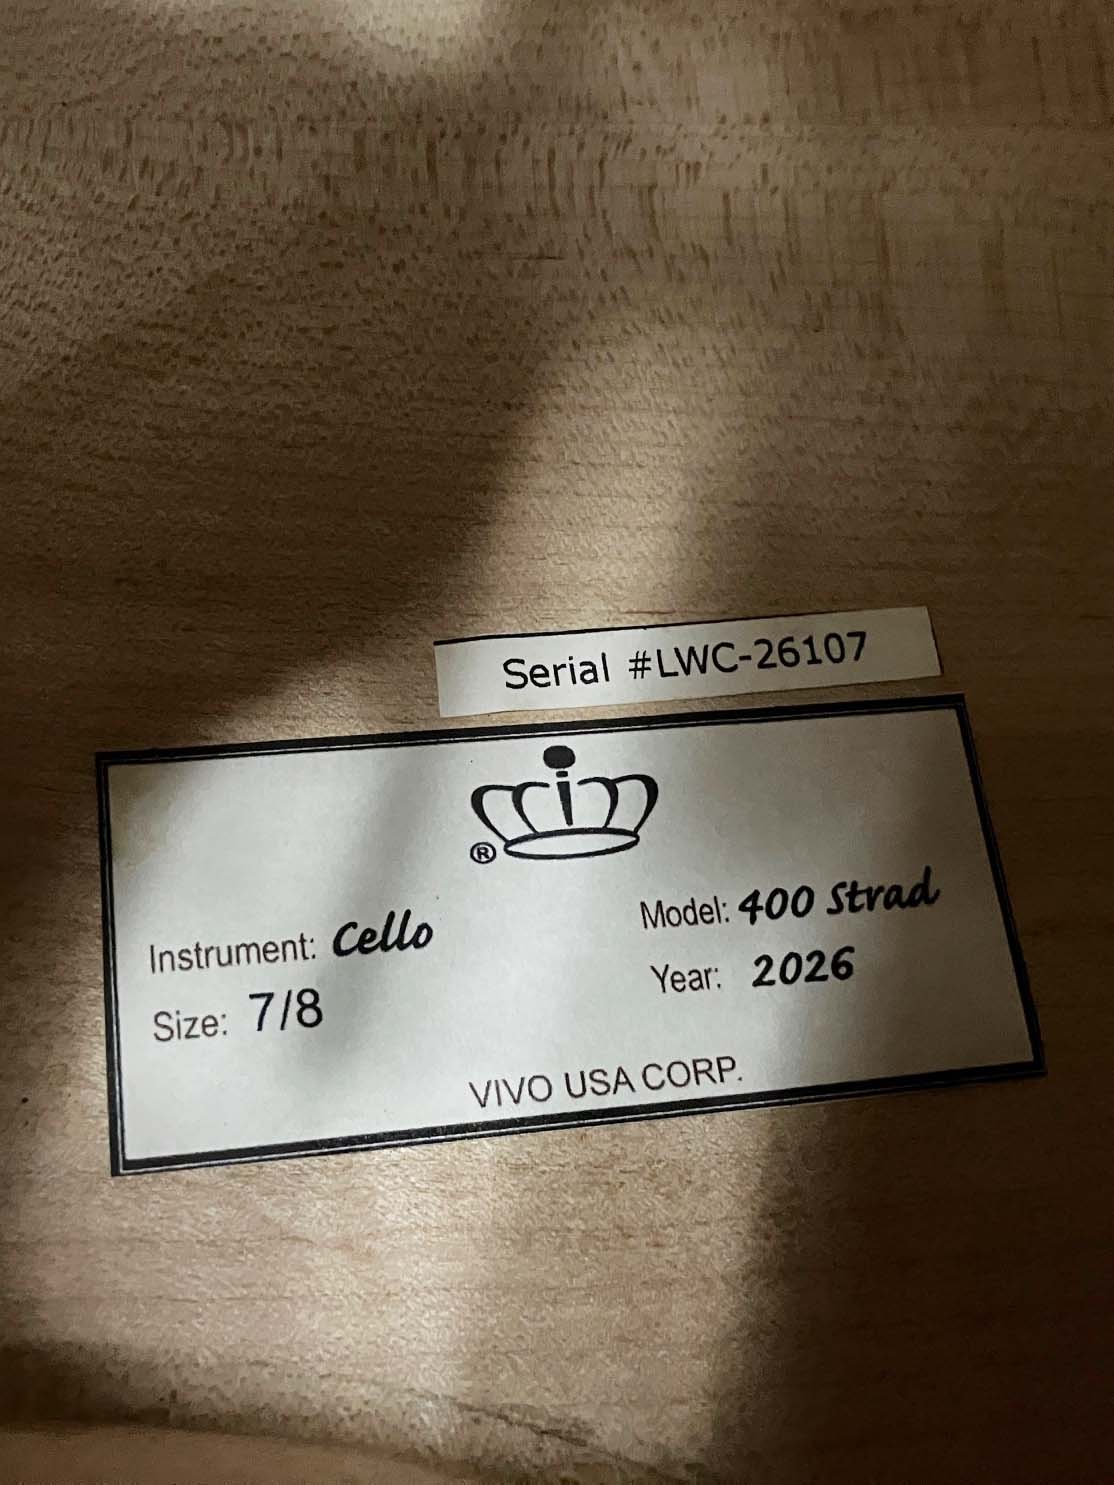 Serial #LWC-26107
®
Instrument: Cello
Model: 400 Strad
Size: 7/8
Year: 2026
VIVO USA CORP.